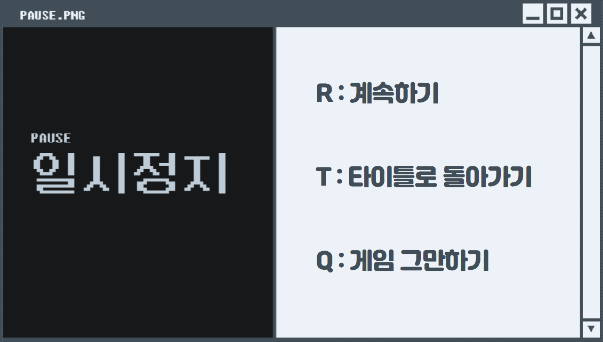 PAUSE.PNG
PAUSE
일시정지
R : 계속하기
T : 타이틀로 돌아가기
Q : 게임 그만하기